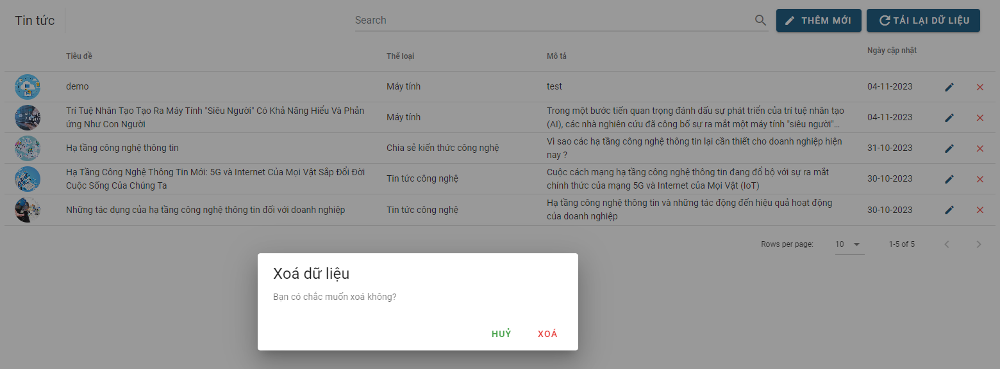 Tin tức
Search
THÊM MỚI
TẢI LẠI DỮ LIỆU
Tiêu đề
Thể loại
Mô tả
Ngày cập nhật
demo
Máy tính
test
04-11-2023
Trí Tuệ Nhân Tạo Tạo Ra Máy Tính "Siêu Người" Có Khả Năng Hiểu Và Phản
ứng Như Con Người
Máy tính
Trong một bước tiến quan trọng đánh dấu sự phát triển của trí tuệ nhân tạo
(AI), các nhà nghiên cứu đã công bố sự ra mắt một máy tính "siêu người"...
04-11-2023
Hạ tầng công nghệ thông tin
Chia sẻ kiến thức công nghệ
Vì sao các hạ tầng công nghệ thông tin lại cần thiết cho doanh nghiệp hiện
nay ?
31-10-2023
Hạ Tầng Công Nghệ Thông Tin Mới: 5G và Internet Của Mọi Vật Sắp Đổi Đời
Cuộc Sống Của Chúng Ta
Tin tức công nghệ
Cuộc cách mạng hạ tầng công nghệ thông tin đang đổ bộ với sự ra mắt
chính thức của mạng 5G và Internet của Mọi Vật (IoT)
30-10-2023
Những tác dụng của hạ tầng công nghệ thông tin đối với doanh nghiệp
Tin tức công nghệ
Hạ tầng công nghệ thông tin và những tác động đến hiệu quả hoạt động
của doanh nghiệp
30-10-2023
Rows per page:
10
1-5 of 5
Xoá dữ liệu
Bạn có chắc muốn xoá không?
HUỶ
XOÁ